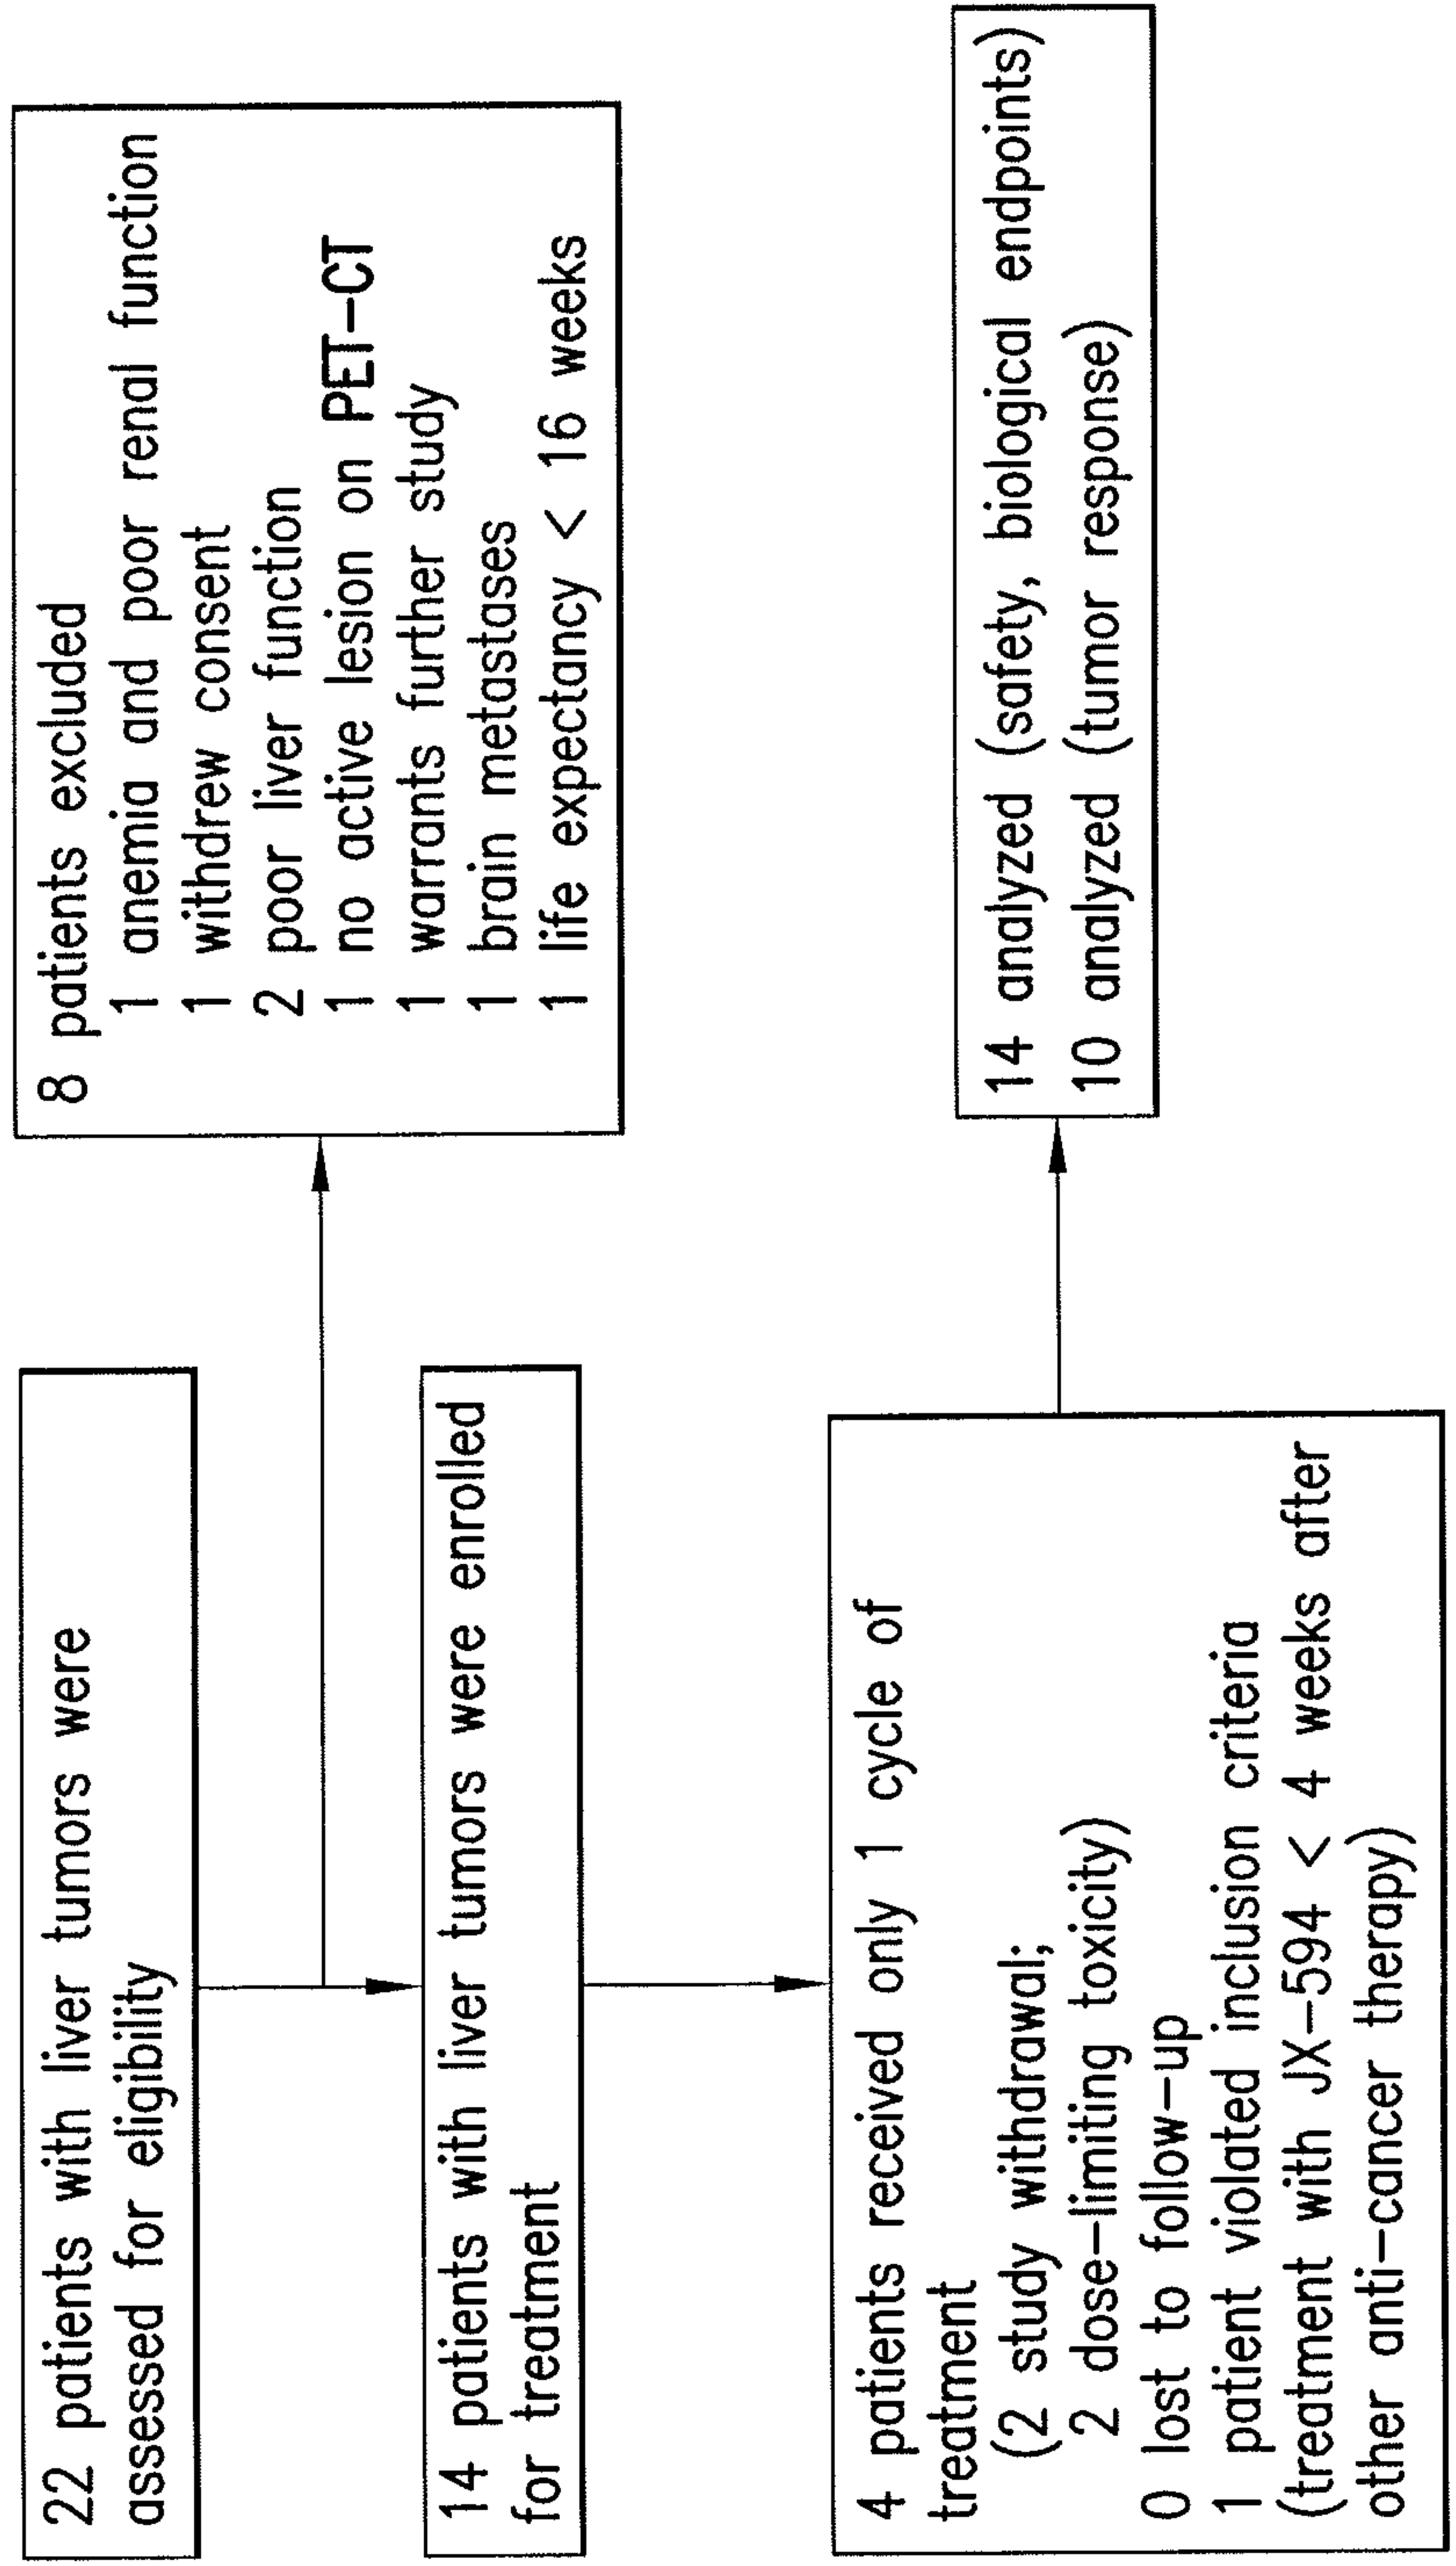 22 patients with liver tumors were
assessed for eligibility
8 patients excluded
1 anemia and poor renal function
1 withdrew consent
2 poor liver function
1 no active lesion on PET-CT
1 warrants further study
1 brain metastases
1 life expectancy < 16 weeks
14 patients with liver tumors were enrolled
for treatment
4 patients received only 1 cycle of
treatment
(2 study withdrawal;
2 dose-limiting toxicity)
0 lost to follow-up
1 patient violated inclusion criteria
(treatment with JX-594 < 4 weeks after
other anti-cancer therapy)
14 analyzed (safety, biological endpoints)
10 analyzed (tumor response)